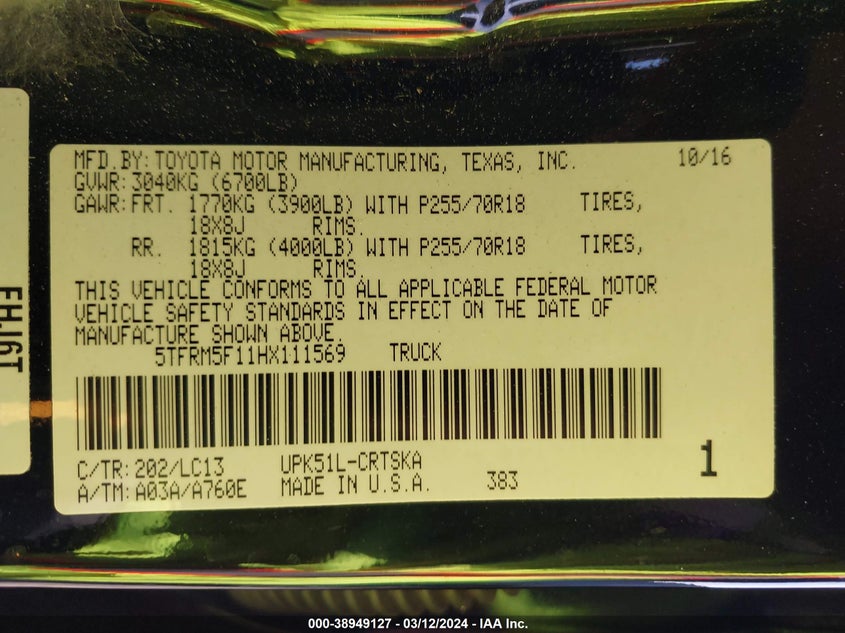 MFD.BY:TOYOTA MOTOR MANUFACTURING, TEXAS, INC. 10/16
GVWR:3040KG (6700LB)
GAWR:FRT. 1770KG (3900LB) WITH P255/70R18 TIRES,
18X8J RIMS.
RR. 1815KG (4000LB) WITH P255/70R18 TIRES,
18X8J RIMS.
THIS VEHICLE CONFORMS TO ALL APPLICABLE FEDERAL MOTOR
VEHICLE SAFETY STANDARDS IN EFFECT ON THE DATE OF
MANUFACTURE SHOWN ABOVE.
5TFRM5F11HX111569 TRUCK
C/TR:202/LC13 UPK51L-CRTSKA
A/TM:A03A/A760E MADE IN U.S.A. 383 1
000-38949127 - 03/12/2024 - IAA Inc.